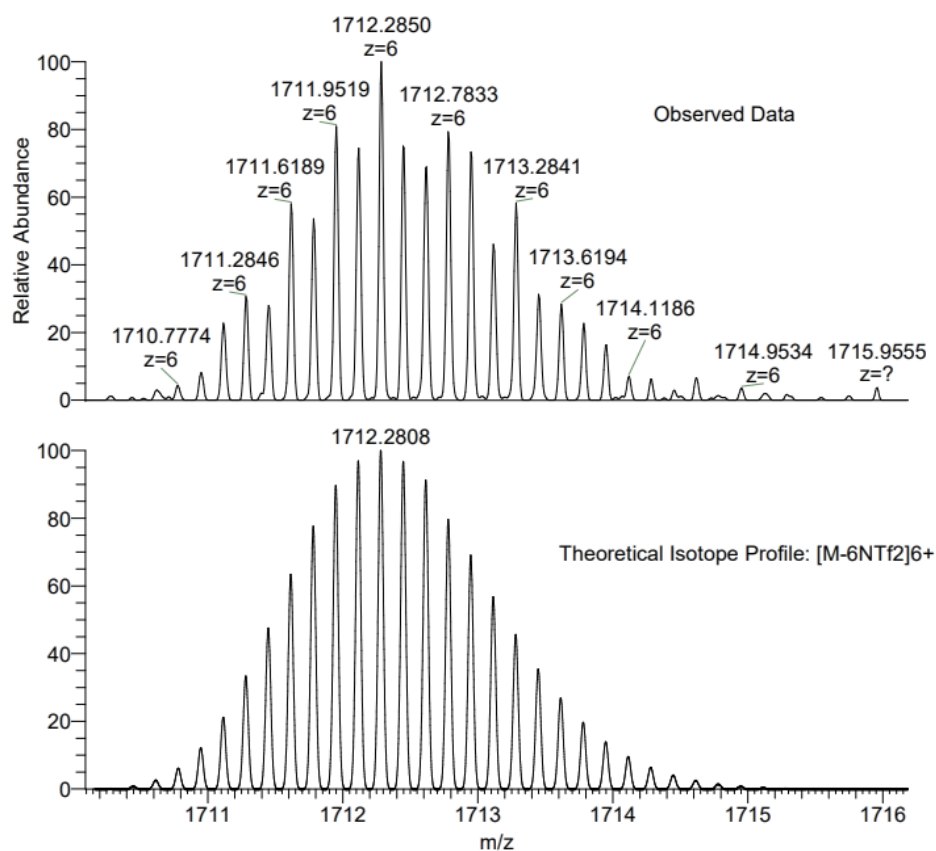 1712.2850
z=6
1711.9519
z=6
1712.7833
z=6
Observed Data
1711.6189
z=6
1713.2841
z=6
1711.2846
z=6
1713.6194
z=6
1710.7774
z=6
1714.1186
z=6
1714.9534
z=6
1715.9555
z=?
100
80
60
40
20
0
Relative Abundance
1712.2808
Theoretical Isotope Profile: [M-6NTf2]6+
100
80
60
40
20
0
1711 1712 1713 1714 1715 1716
m/z